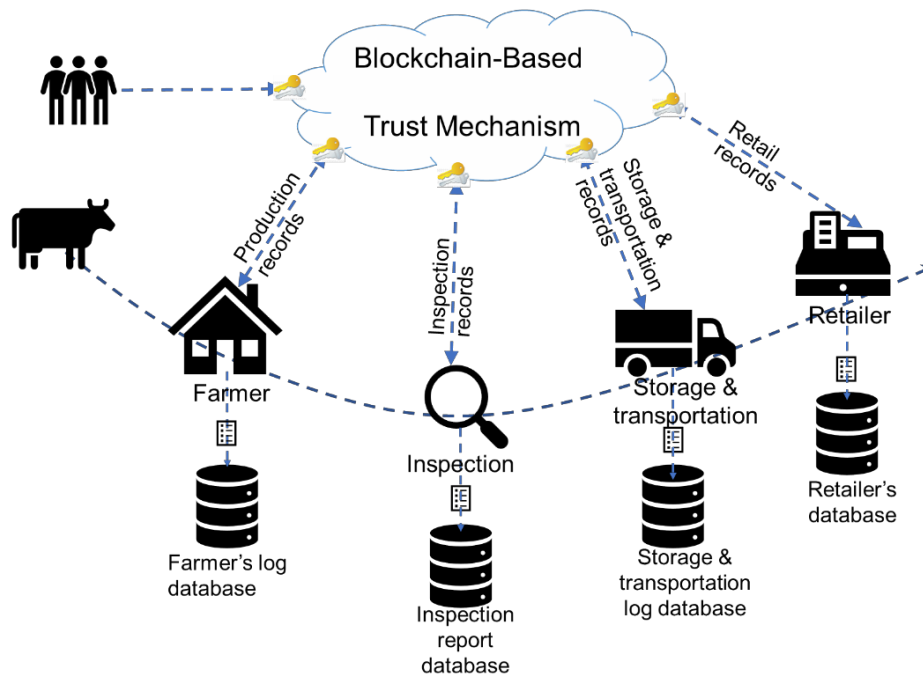 Blockchain-Based
Trust Mechanism
Production
records
Inspection
records
Storage &
transportation
records
Retail
records
Farmer
Inspection
Storage &
transportation
Retailer
Farmer’s log
database
Inspection
report
database
Storage &
transportation
log database
Retailer’s
database